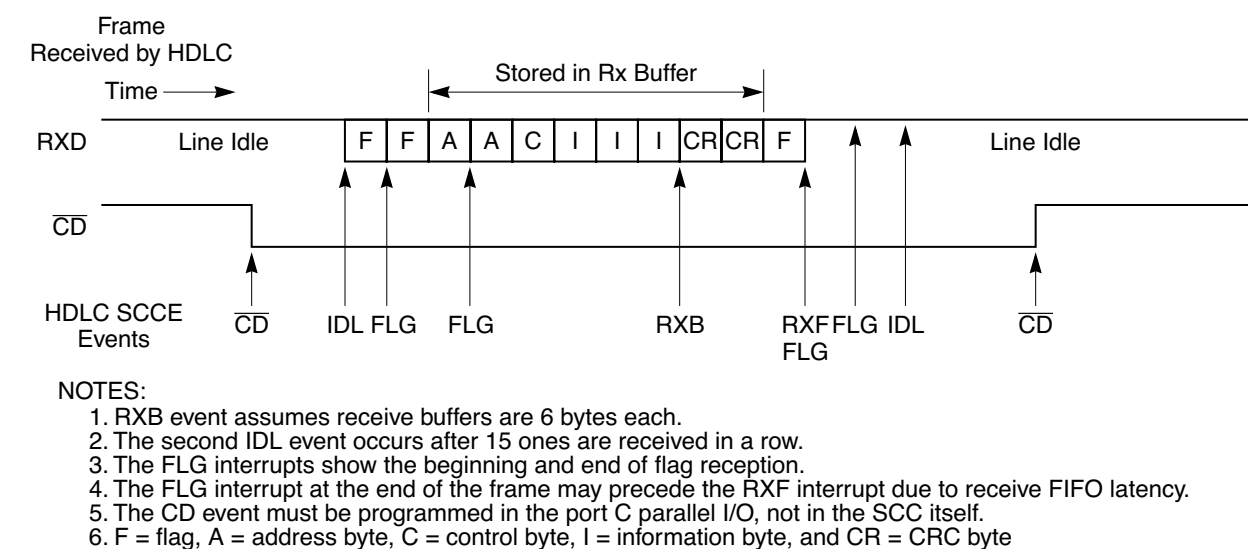 Frame
Received by HDLC
Stored in Rx Buffer
Time
RXD
Line Idle
F F A A C I I I CR CR F
Line Idle
CD
HDLC SCCE
Events
CD IDL FLG FLG RXB RXF FLG IDL CD
FLG
NOTES:
1. RXB event assumes receive buffers are 6 bytes each.
2. The second IDL event occurs after 15 ones are received in a row.
3. The FLG interrupts show the beginning and end of flag reception.
4. The FLG interrupt at the end of the frame may precede the RXF interrupt due to receive FIFO latency.
5. The CD event must be programmed in the port C parallel I/O, not in the SCC itself.
6. F = flag, A = address byte, C = control byte, I = information byte, and CR = CRC byte